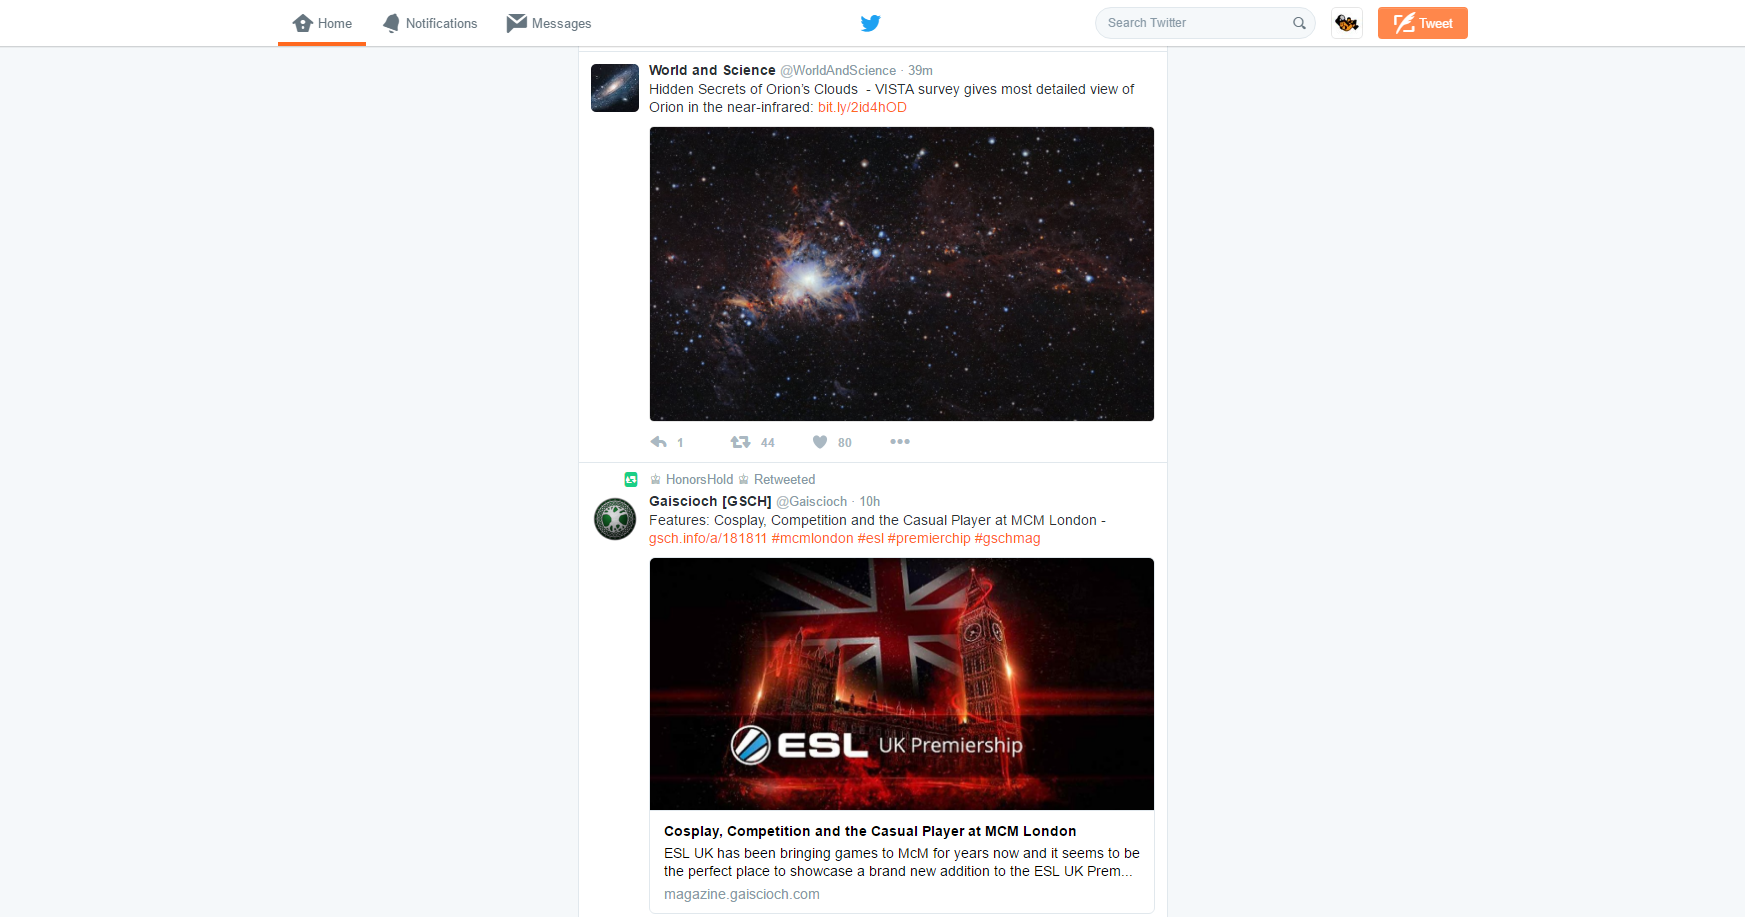 Home Notifications Messages Search Twitter Tweet
World and Science @WorldAndScience · 39m
Hidden Secrets of Orion's Clouds - VISTA survey gives most detailed view of
Orion in the near-infrared: bit.ly/2id4hOD
1 44 80
HonorsHold Retweeted
Gaiscioch [GSCH] @Gaiscioch · 10h
Features: Cosplay, Competition and the Casual Player at MCM London -
gsch.info/a/181811 #mcmlondon #esl #premierchip #gschmag
ESL UK Premiership
Cosplay, Competition and the Casual Player at MCM London
ESL UK has been bringing games to McM for years now and it seems to be
the perfect place to showcase a brand new addition to the ESL UK Prem...
magazine.gaiscioch.com